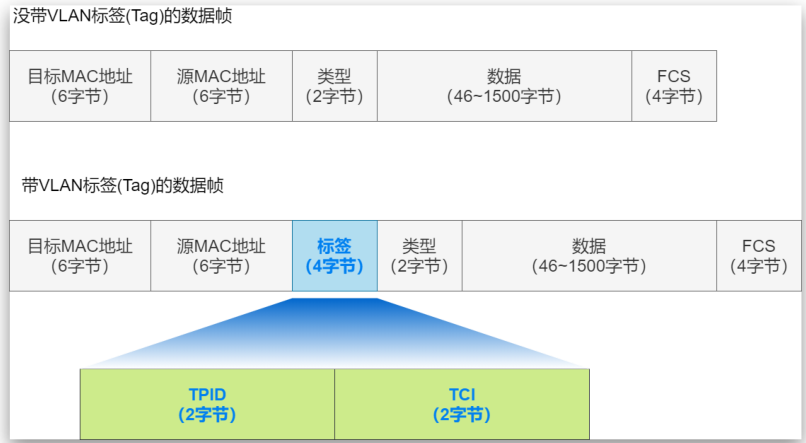 没带VLAN标签(Tag)的数据帧
目标MAC地址 源MAC地址 类型 数据 FCS
(6字节) (6字节) (2字节) (46~1500字节) (4字节)
带VLAN标签(Tag)的数据帧
目标MAC地址 源MAC地址 标签 类型 数据 FCS
(6字节) (6字节) (4字节) (2字节) (46~1500字节) (4字节)
TPID TCI
(2字节) (2字节)